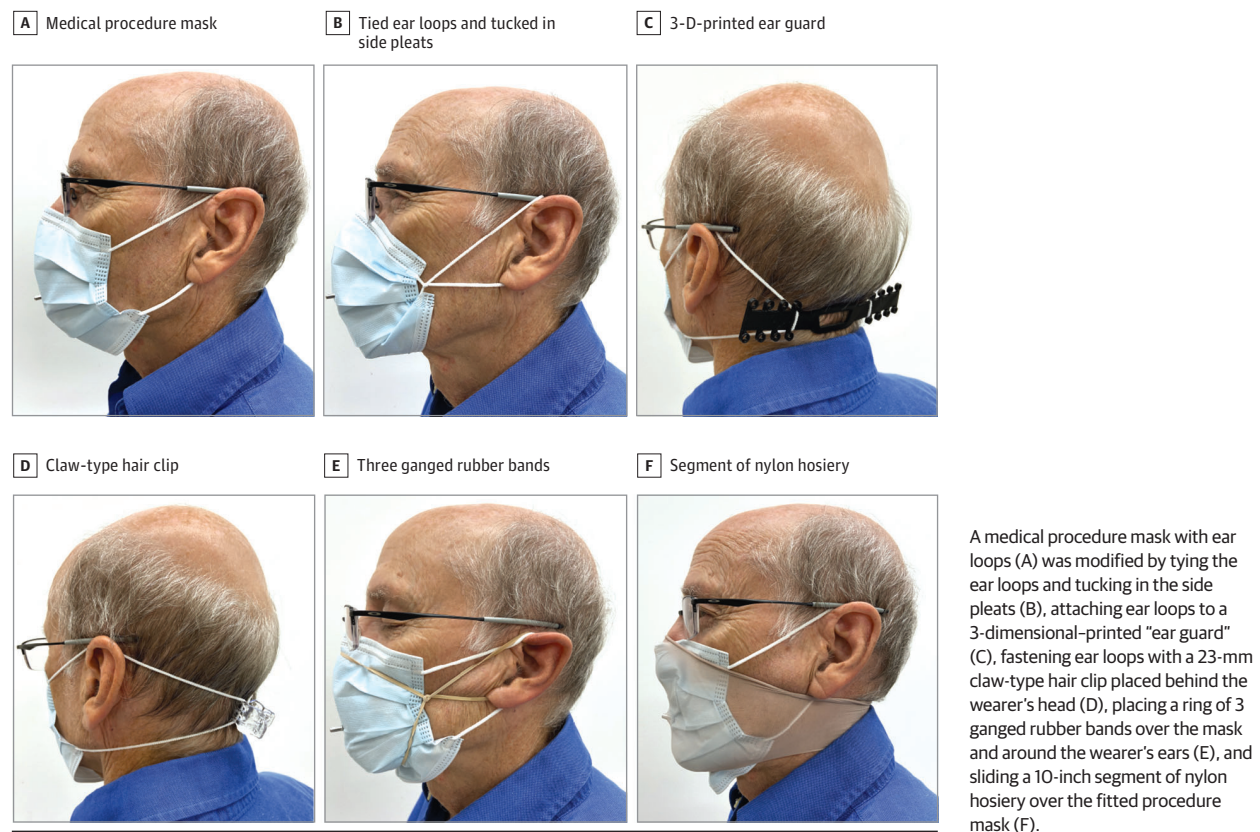 A Medical procedure mask
B Tied ear loops and tucked in
side pleats
C 3-D-printed ear guard
D Claw-type hair clip
E Three ganged rubber bands
F Segment of nylon hosiery
A medical procedure mask with ear
loops (A) was modified by tying the
ear loops and tucking in the side
pleats (B), attaching ear loops to a
3-dimensional–printed “ear guard”
(C), fastening ear loops with a 23-mm
claw-type hair clip placed behind the
wearer’s head (D), placing a ring of 3
ganged rubber bands over the mask
and around the wearer’s ears (E), and
sliding a 10-inch segment of nylon
hosiery over the fitted procedure
mask (F).